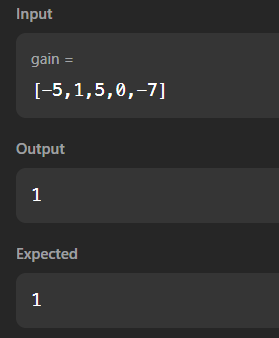 Input
gain =
[-5,1,5,0,-7]
Output
1
Expected
1